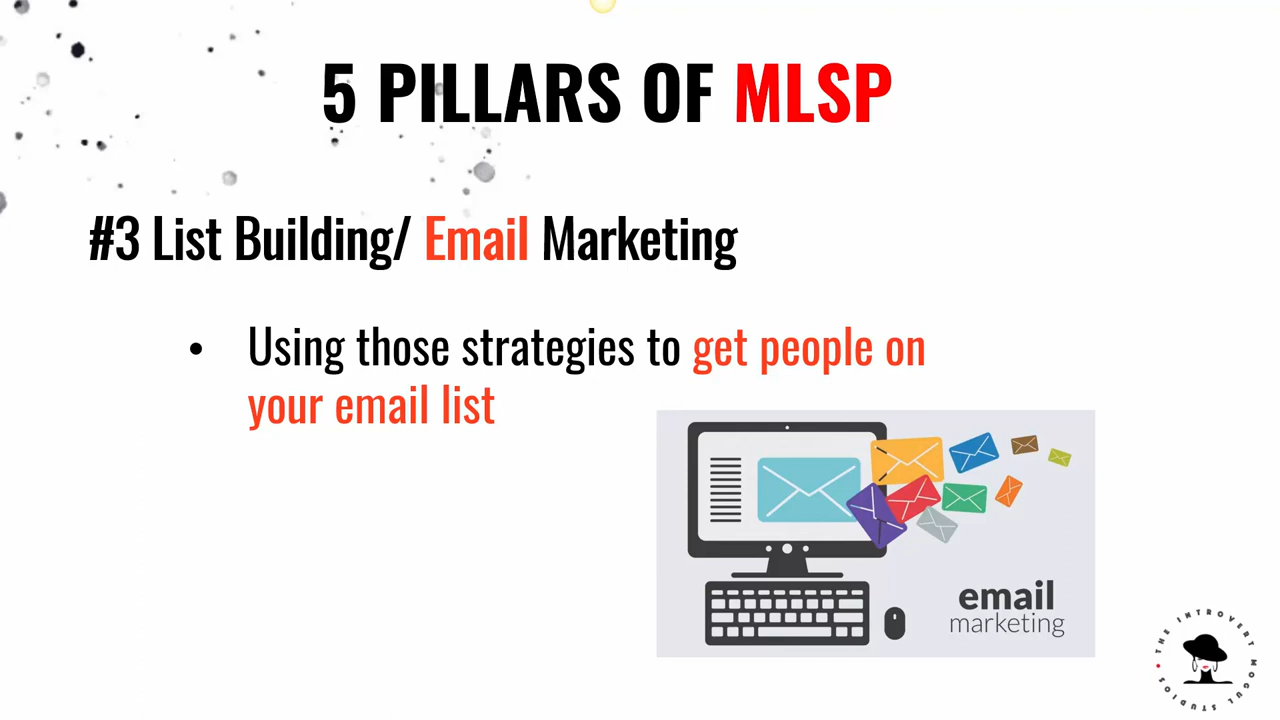 5 PILLARS OF MLSP
#3 List Building/ Email Marketing
• Using those strategies to get people on
your email list
email
marketing
THE INTROVERT MOGUL STUDIOS